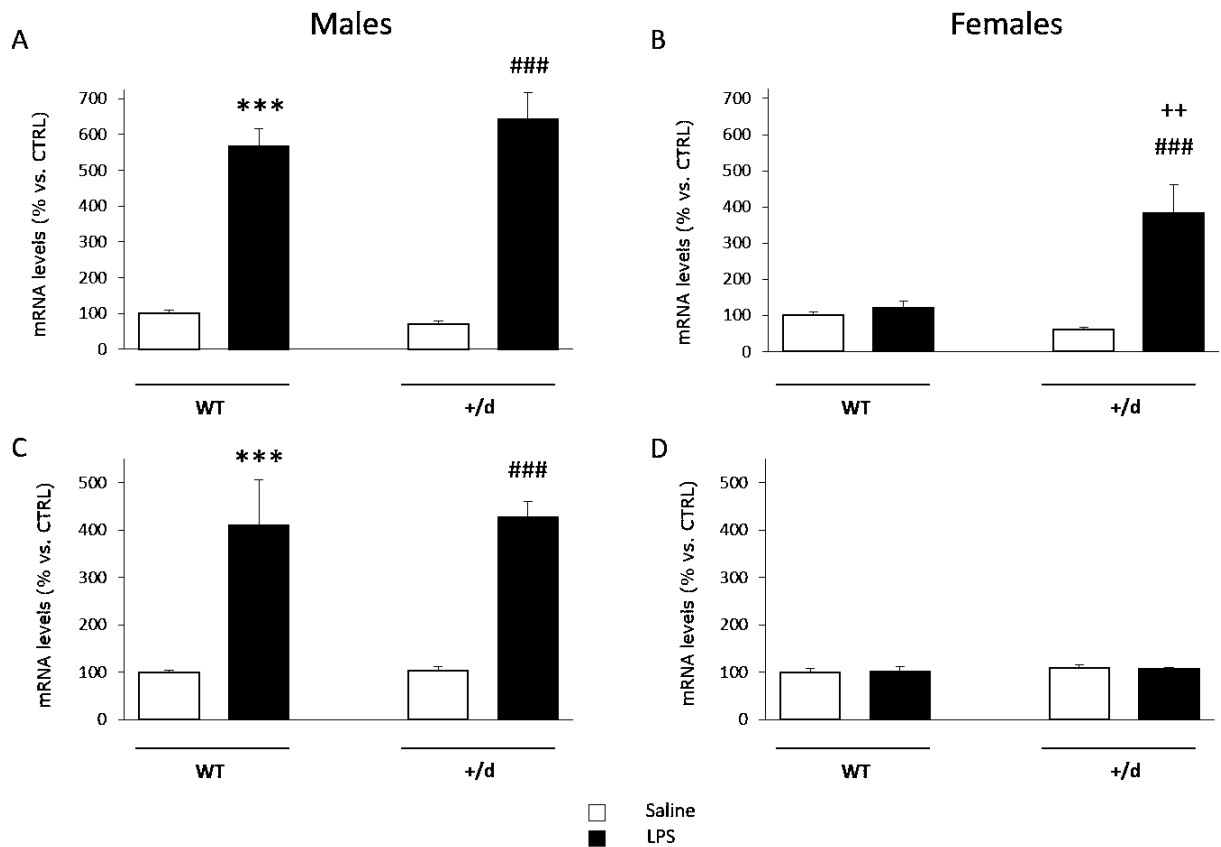 Males
Females
A
mRNA levels (% vs. CTRL)
700
600
500
400
300
200
100
0
***
###
WT
+/d
B
mRNA levels (% vs. CTRL)
700
600
500
400
300
200
100
0
++
###
WT
+/d
C
mRNA levels (% vs. CTRL)
500
400
300
200
100
0
***
###
WT
+/d
D
mRNA levels (% vs. CTRL)
500
400
300
200
100
0
WT
+/d
Saline
LPS